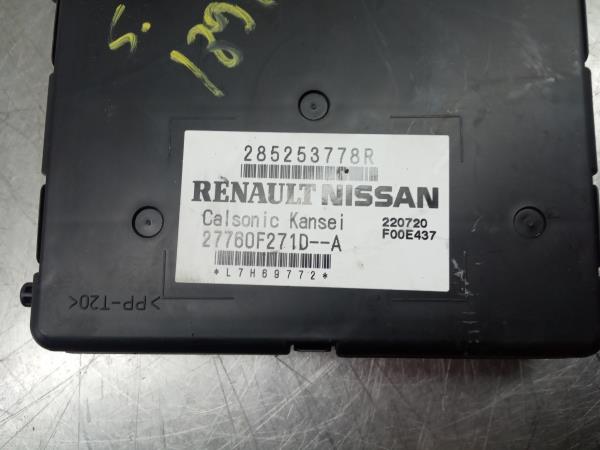 285253778R
RENAULT NISSAN
Calsonic Kansei 220720
27760F271D--A F00E437
*L7H69772*
>PP-T20<